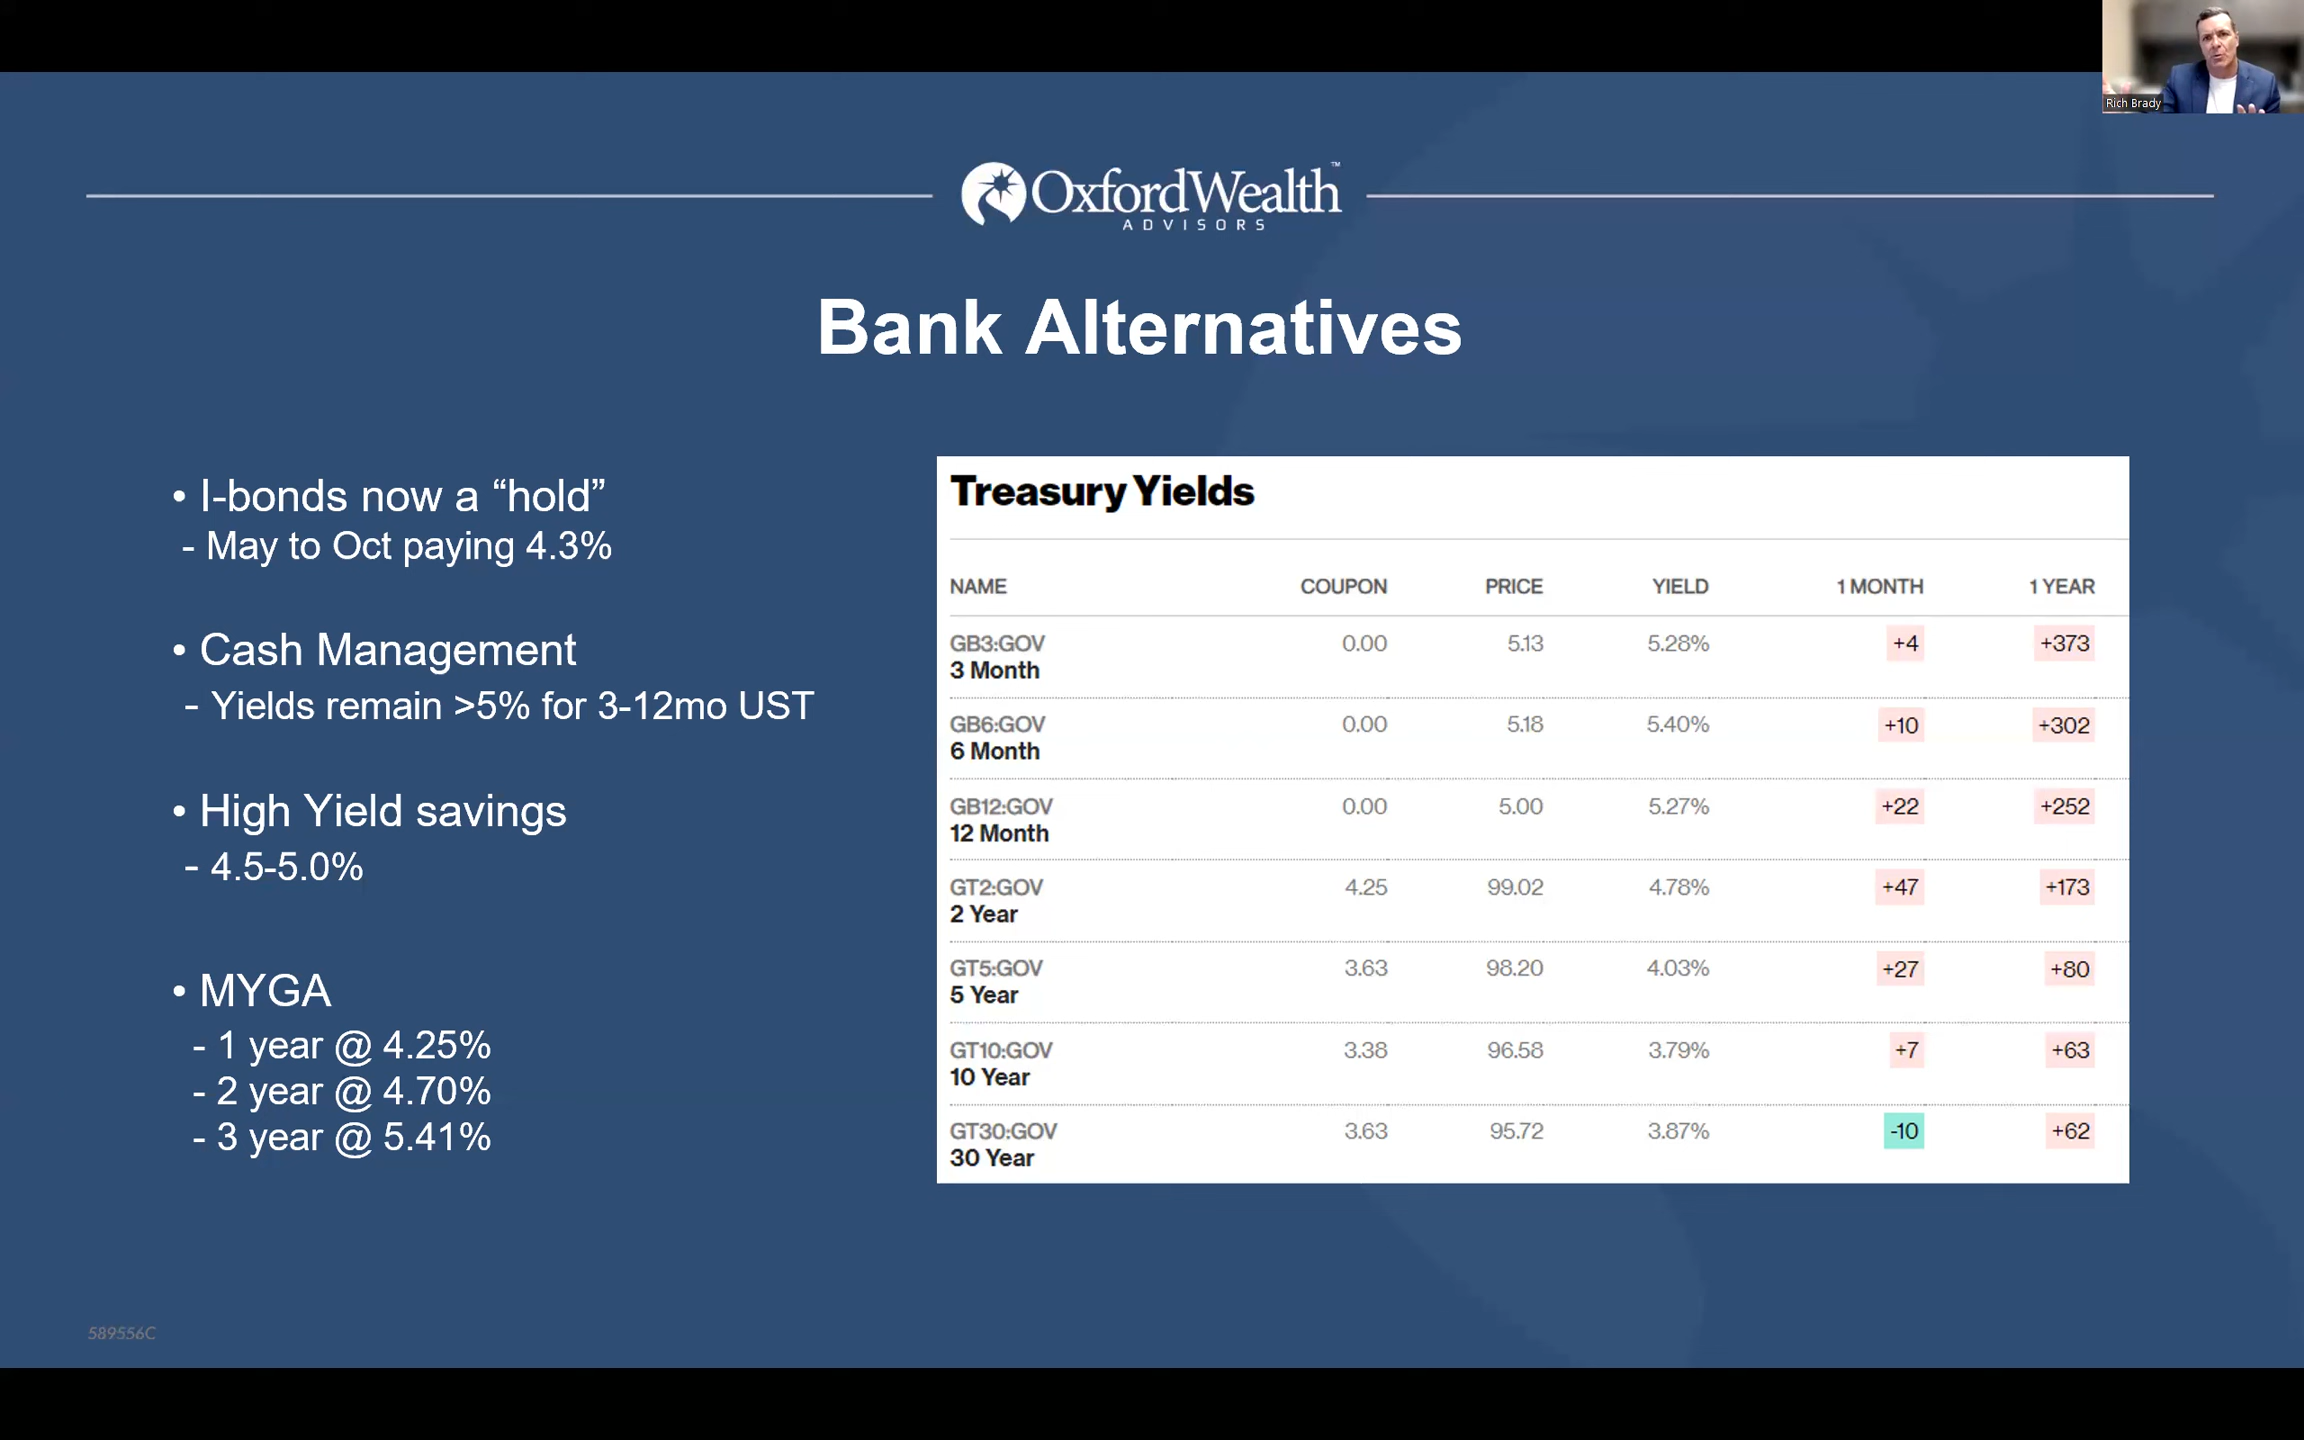 Rich Brady
OxfordWealth™
ADVISORS
Bank Alternatives
• I-bonds now a “hold”
- May to Oct paying 4.3%
• Cash Management
- Yields remain >5% for 3-12mo UST
• High Yield savings
- 4.5-5.0%
• MYGA
- 1 year @ 4.25%
- 2 year @ 4.70%
- 3 year @ 5.41%
Treasury Yields
NAME COUPON PRICE YIELD 1 MONTH 1 YEAR
GB3:GOV 0.00 5.13 5.28% +4 +373
3 Month
GB6:GOV 0.00 5.18 5.40% +10 +302
6 Month
GB12:GOV 0.00 5.00 5.27% +22 +252
12 Month
GT2:GOV 4.25 99.02 4.78% +47 +173
2 Year
GT5:GOV 3.63 98.20 4.03% +27 +80
5 Year
GT10:GOV 3.38 96.58 3.79% +7 +63
10 Year
GT30:GOV 3.63 95.72 3.87% -10 +62
30 Year
589556C